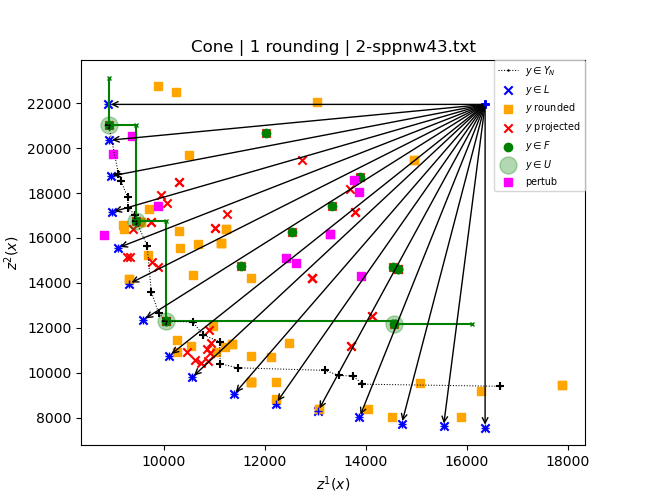 Cone | 1 rounding | 2-sppnw43.txt
z²(x)
22000
20000
18000
16000
14000
12000
10000
8000
10000 12000 14000 16000 18000
z¹(x)
y ∈ Y_N
y ∈ L
y rounded
y projected
y ∈ F
y ∈ U
pertub